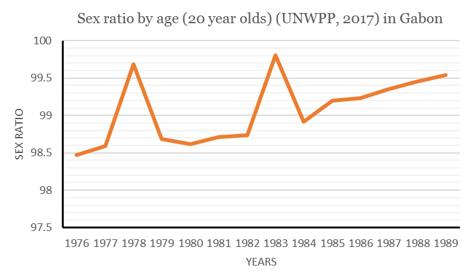 Sex ratio by age (20 year olds) (UNWPP, 2017) in Gabon
100
99.5
99
98.5
98
97.5
SEX RATIO
1976 1977 1978 1979 1980 1981 1982 1983 1984 1985 1986 1987 1988 1989
YEARS